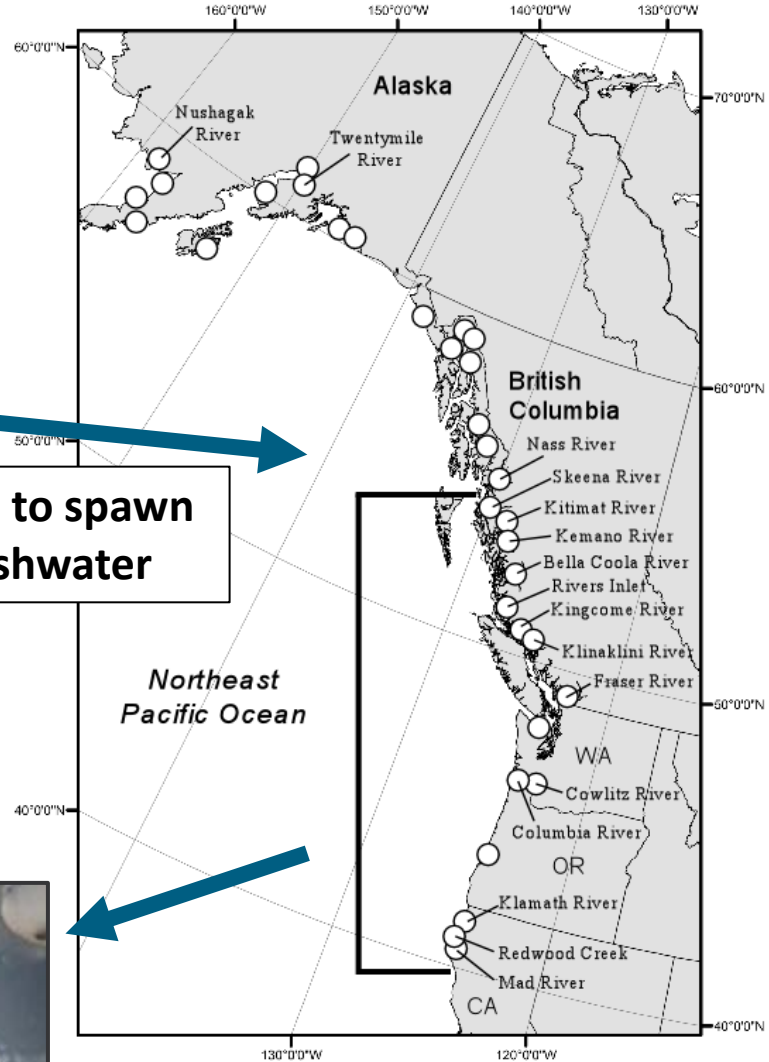 160°0'0"W
150°0'0"W
140°0'0"W
130°0'0"W
60°0'0"N
70°0'0"N
Alaska
Nushagak
River
Twentymile
River
British
Columbia
60°0'0"N
50°0'0"N
Nass River
Skeena River
to spawn
shwater
Kitimat River
Kemano River
Bella Coola River
Rivers Inlet
Kingcome River
Klinaklini River
Northeast
Pacific Ocean
Fraser River
50°0'0"N
WA
Cowlitz River
40°0'0"N
Columbia River
OR
Klamath River
Redwood Creek
Mad River
CA
40°0'0"N
130°0'0"W
120°0'0"W